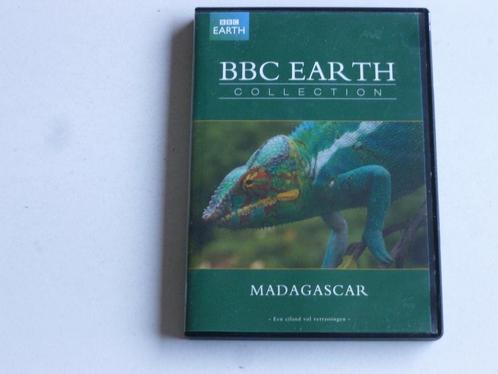 BBC
EARTH
BBC EARTH
COLLECTION
MADAGASCAR
- Een eiland vol verrassingen -